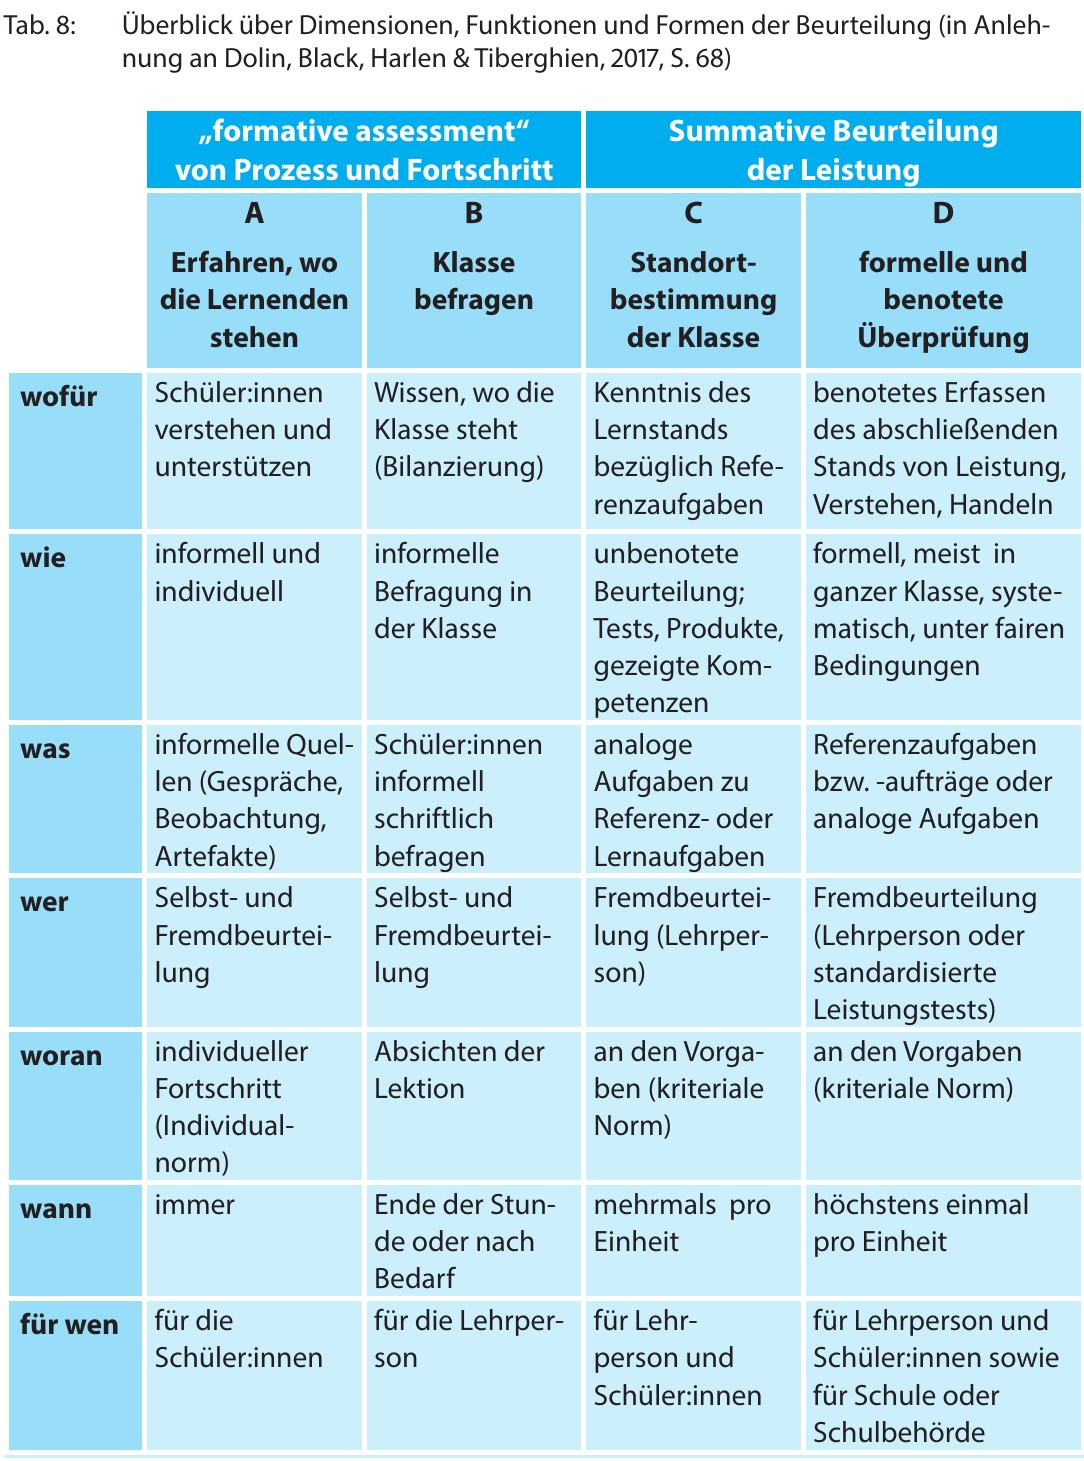 Tab. 8: Überblick über Dimensionen, Funktionen und Formen der Beurteilung (in Anleh-
nung an Dolin, Black, Harlen & Tiberghien, 2017, S. 68)
„formative assessment“
von Prozess und Fortschritt
Summative Beurteilung
der Leistung
A
Erfahren, wo
die Lernenden
stehen
B
Klasse
befragen
C
Standort-
bestimmung
der Klasse
D
formelle und
benotete
Überprüfung
wofür
Schüler:innen
verstehen und
unterstützen
Wissen, wo die
Klasse steht
(Bilanzierung)
Kenntnis des
Lernstands
bezüglich Refe-
renzaufgaben
benotetes Erfassen
des abschließenden
Stands von Leistung,
Verstehen, Handeln
wie
informell und
individuell
informelle
Befragung in
der Klasse
unbenotete
Beurteilung;
Tests, Produkte,
gezeigte Kom-
petenzen
formell, meist in
ganzer Klasse, syste-
matisch, unter fairen
Bedingungen
was
informelle Quel-
len (Gespräche,
Beobachtung,
Artefakte)
Schüler:innen
informell
schriftlich
befragen
analoge
Aufgaben zu
Referenz- oder
Lernaufgaben
Referenzaufgaben
bzw. -aufträge oder
analoge Aufgaben
wer
Selbst- und
Fremdbeurtei-
lung
Selbst- und
Fremdbeurtei-
lung
Fremdbeurtei-
lung (Lehrper-
son)
Fremdbeurteilung
(Lehrperson oder
standardisierte
Leistungstests)
woran
individueller
Fortschritt
(Individual-
norm)
Absichten der
Lektion
an den Vorga-
ben (kriteriale
Norm)
an den Vorgaben
(kriteriale Norm)
wann
immer
Ende der Stun-
de oder nach
Bedarf
mehrmals pro
Einheit
höchstens einmal
pro Einheit
für wen
für die
Schüler:innen
für die Lehrper-
son
für Lehr-
person und
Schüler:innen
für Lehrperson und
Schüler:innen sowie
für Schule oder
Schulbehörde